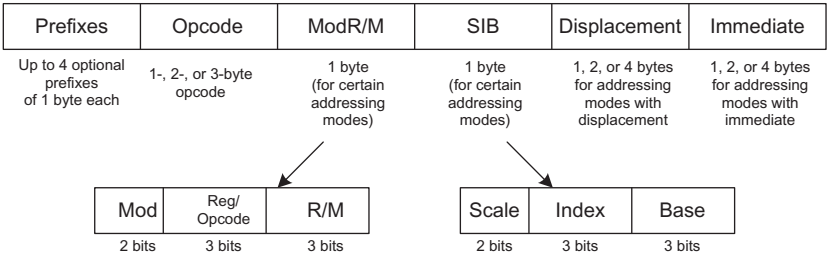 Prefixes Opcode ModR/M SIB Displacement Immediate
Up to 4 optional
prefixes
of 1 byte each
1-, 2-, or 3-byte
opcode
1 byte
(for certain
addressing
modes)
1 byte
(for certain
addressing
modes)
1, 2, or 4 bytes
for addressing
modes with
displacement
1, 2, or 4 bytes
for addressing
modes with
immediate
Mod
Reg/
Opcode
R/M
2 bits 3 bits 3 bits
Scale Index Base
2 bits 3 bits 3 bits